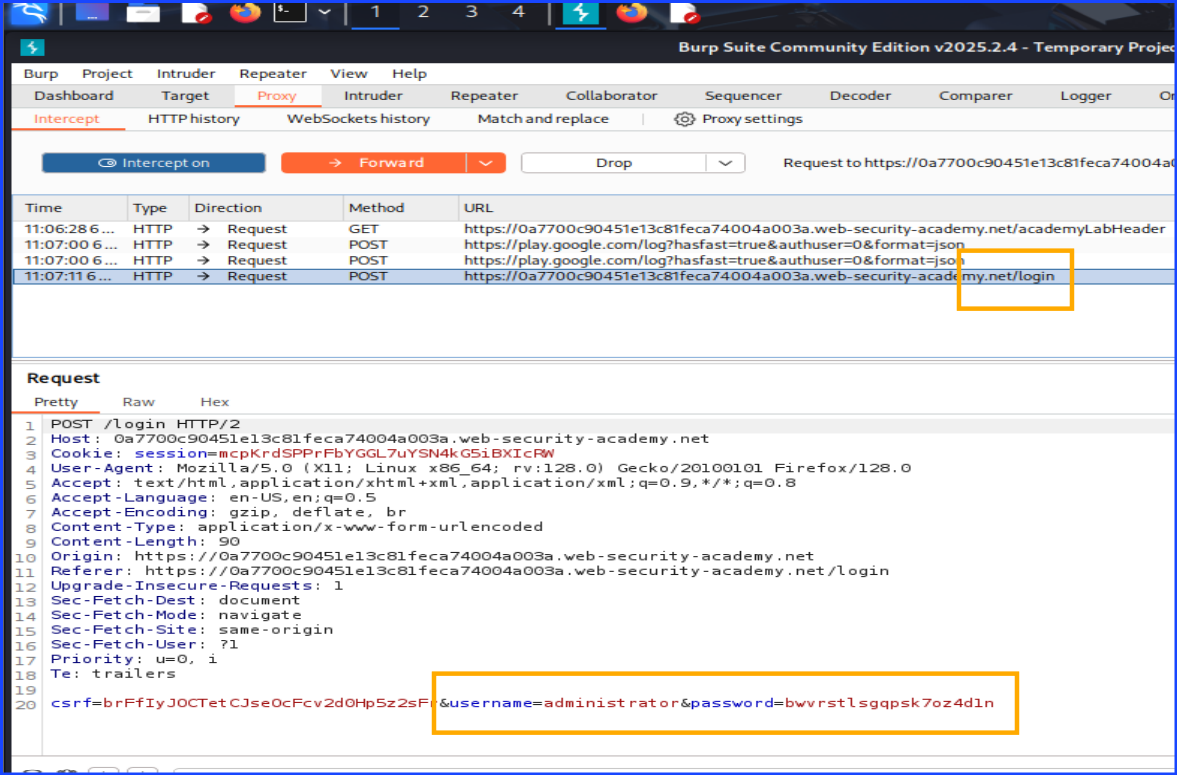 1 2 3 4
Burp Suite Community Edition v2025.2.4 - Temporary
Burp Project Intruder Repeater View Help
Dashboard Target Proxy Intruder Repeater Collaborator Sequencer Decoder Comparer Logger
Intercept HTTP history WebSockets history Match and replace Proxy settings
Intercept on → Forward Drop Request to https://0a7700c90451e13c81feca74004a
Time Type Direction Method URL
11:06:28 6... HTTP → Request GET https://0a7700c90451e13c81feca74004a003a.web-security-academy.net/academyLabHeader
11:07:00 6... HTTP → Request POST https://play.google.com/log?hasfast=true&authuser=0&format=json
11:07:00 6... HTTP → Request POST https://play.google.com/log?hasfast=true&authuser=0&format=json
11:07:11 6... HTTP → Request POST https://0a7700c90451e13c81feca74004a003a.web-security-academy.net/login
Request
Pretty Raw Hex
1 POST /login HTTP/2
2 Host: 0a7700c90451e13c81feca74004a003a.web-security-academy.net
3 Cookie: session=mcpKrdSPPrFbYGGL7uYSN4kG5iBXIcRW
4 User-Agent: Mozilla/5.0 (X11; Linux x86_64; rv:128.0) Gecko/20100101 Firefox/128.0
5 Accept: text/html,application/xhtml+xml,application/xml;q=0.9,*/*;q=0.8
6 Accept-Language: en-US,en;q=0.5
7 Accept-Encoding: gzip, deflate, br
8 Content-Type: application/x-www-form-urlencoded
9 Content-Length: 90
10 Origin: https://0a7700c90451e13c81feca74004a003a.web-security-academy.net
11 Referer: https://0a7700c90451e13c81feca74004a003a.web-security-academy.net/login
12 Upgrade-Insecure-Requests: 1
13 Sec-Fetch-Dest: document
14 Sec-Fetch-Mode: navigate
15 Sec-Fetch-Site: same-origin
16 Sec-Fetch-User: ?1
17 Priority: u=0, i
18 Te: trailers
19
20 csrf=brFfIyJOCTetCJseOcFcv2d0Hp5z2sFr&username=administrator&password=bwvrstlsgqpsk7oz4dln